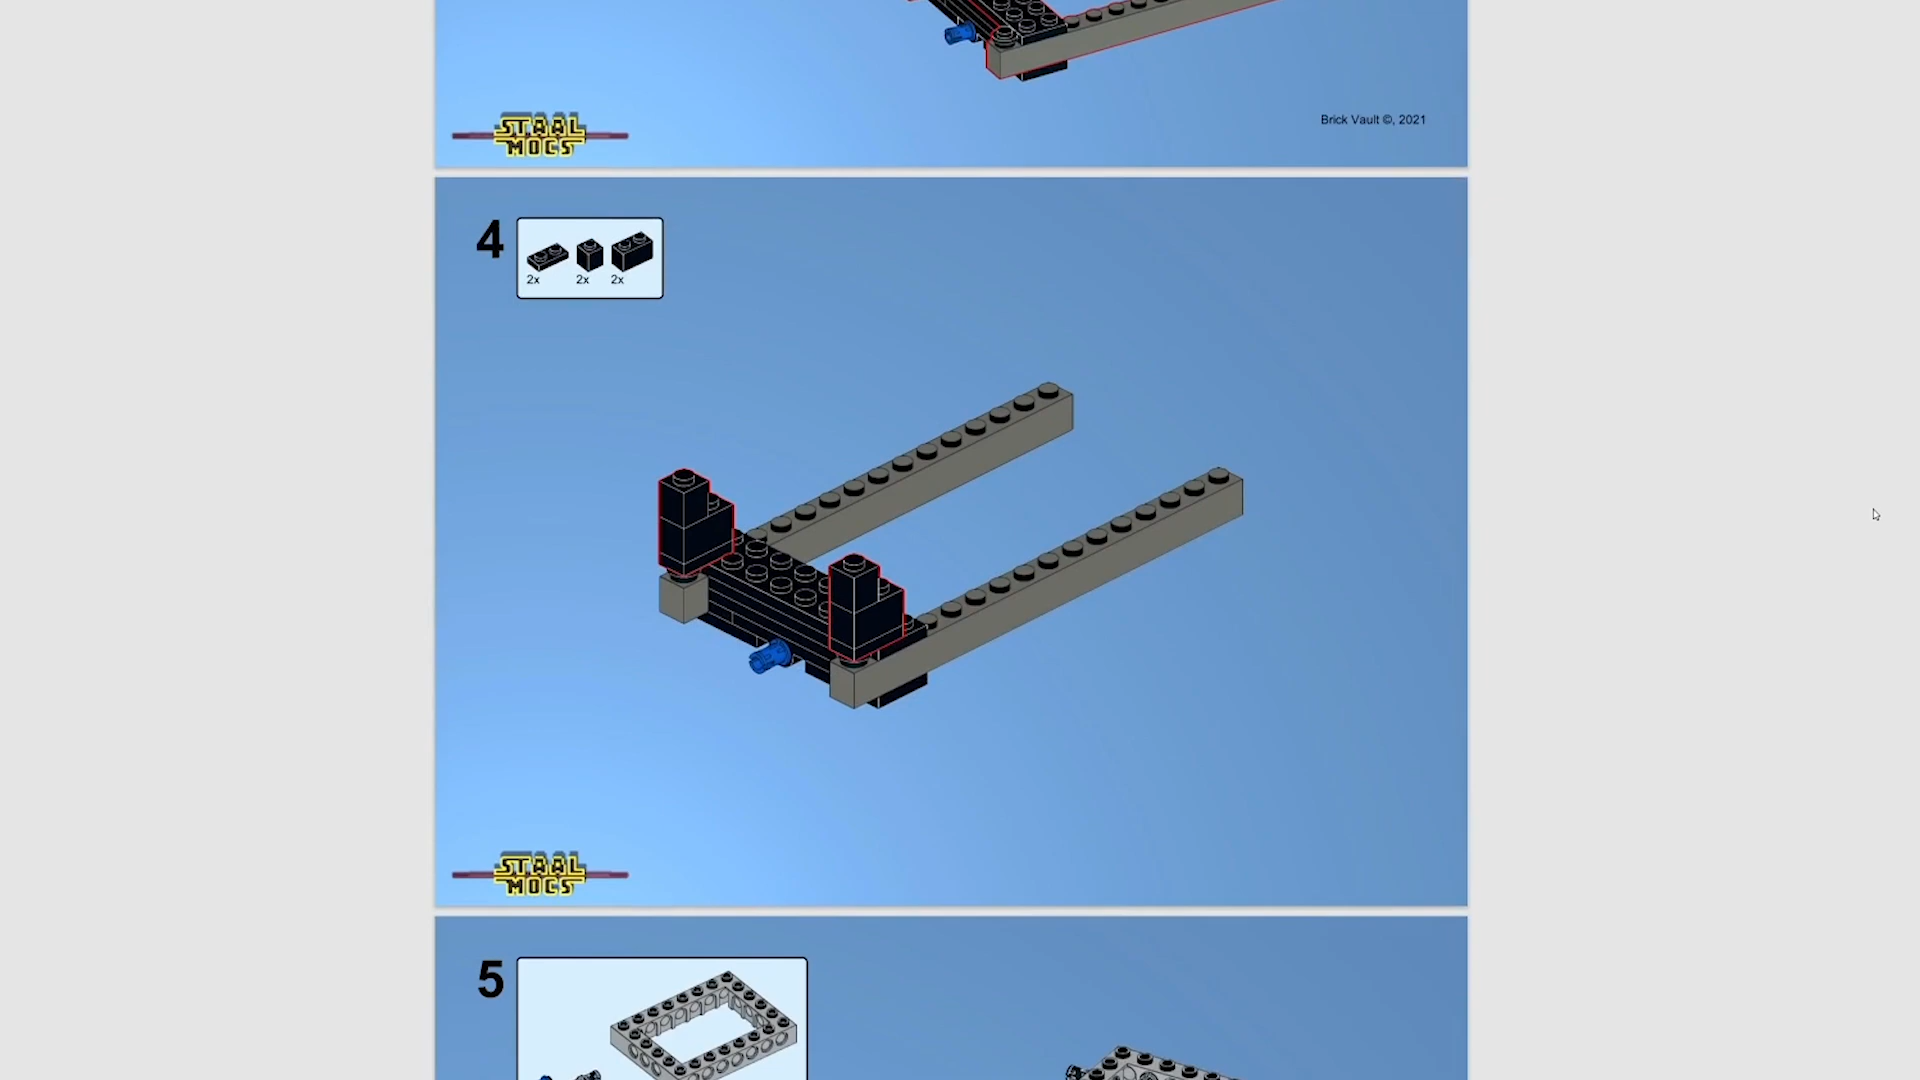 STAAL
MOCS
Brick Vault ©, 2021
4
2x 2x 2x
STAAL
MOCS
5